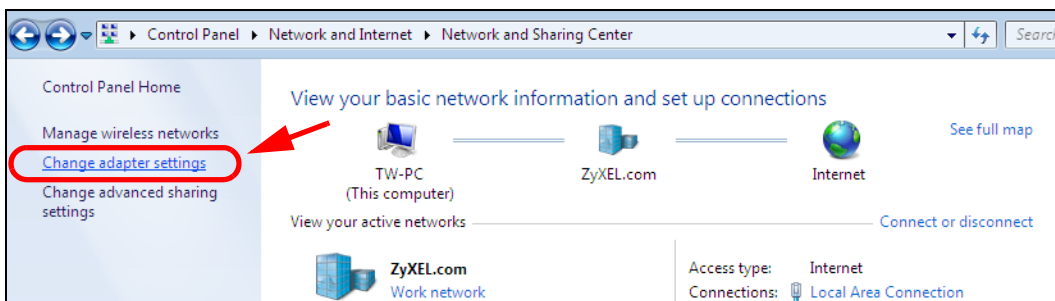 Control Panel ▸ Network and Internet ▸ Network and Sharing Center
Control Panel Home
Manage wireless networks
Change adapter settings
Change advanced sharing
settings
View your basic network information and set up connections
See full map
TW-PC
(This computer)
ZyXEL.com
Internet
View your active networks
Connect or disconnect
ZyXEL.com
Work network
Access type: Internet
Connections: Local Area Connection